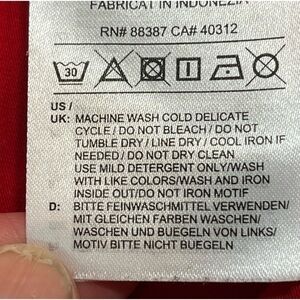 FABRICAT IN INDONEZIA
RN# 88387 CA# 40312
30
US /
UK: MACHINE WASH COLD DELICATE
CYCLE / DO NOT BLEACH / DO NOT
TUMBLE DRY / LINE DRY / COOL IRON IF
NEEDED / DO NOT DRY CLEAN
USE MILD DETERGENT ONLY/WASH
WITH LIKE COLORS/WASH AND IRON
INSIDE OUT/DO NOT IRON MOTIF
D: BITTE FEINWASCHMITTEL VERWENDEN/
MIT GLEICHEN FARBEN WASCHEN/
WASCHEN UND BUEGELN VON LINKS/
MOTIV BITTE NICHT BUEGELN